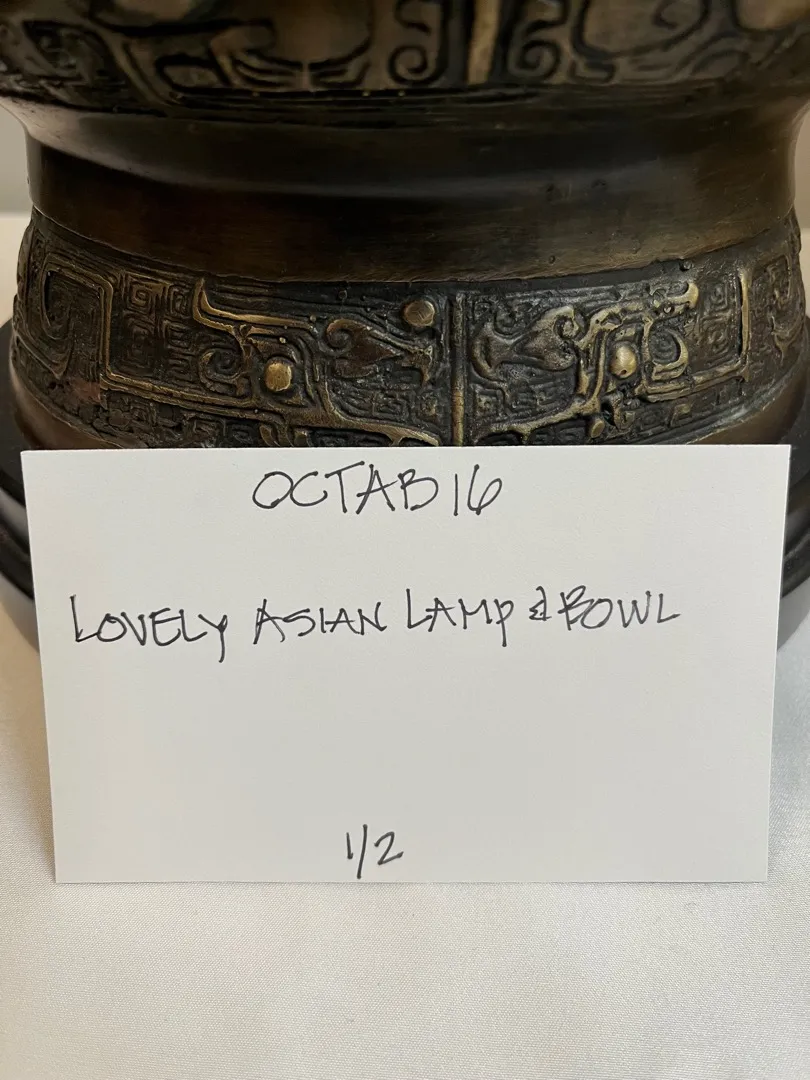 OCTAB16
LOVELY ASIAN LAMP & BOWL
1/2